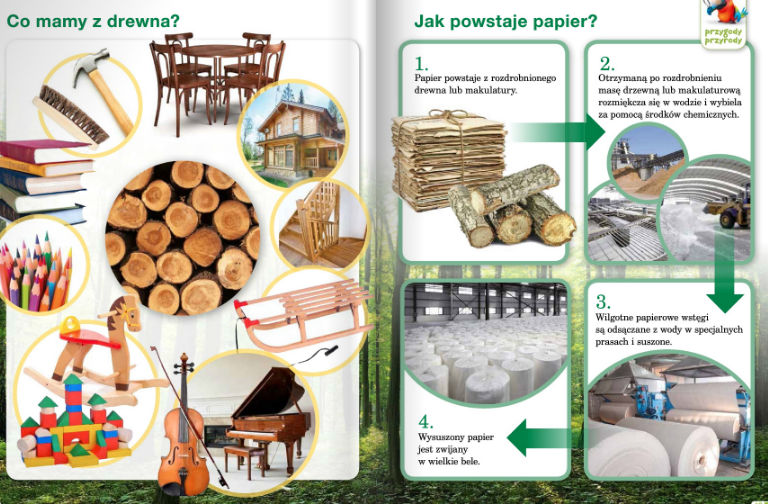 Co mamy z drewna?
Jak powstaje papier?
przygody
przyrody
1.
Papier powstaje z rozdrobnionego
drewna lub makulatury.
2.
Otrzymaną po rozdrobnieniu
masę drzewną lub makulaturową
rozmiękcza się w wodzie i wybiela
za pomocą środków chemicznych.
3.
Wilgotne papierowe wstęgi
są odsączane z wody w specjalnych
prasach i suszone.
4.
Wysuszony papier
jest zwijany
w wielkie bele.